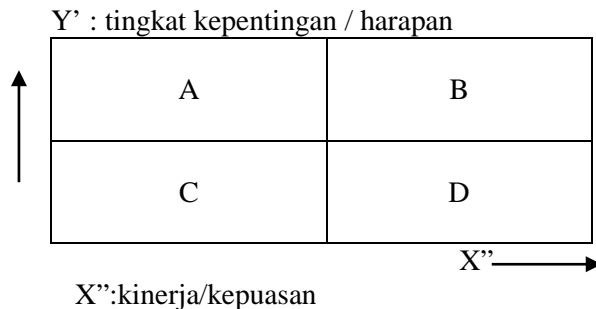 Y’ : tingkat kepentingan / harapan
A B
C D
X”
X”:kinerja/kepuasan